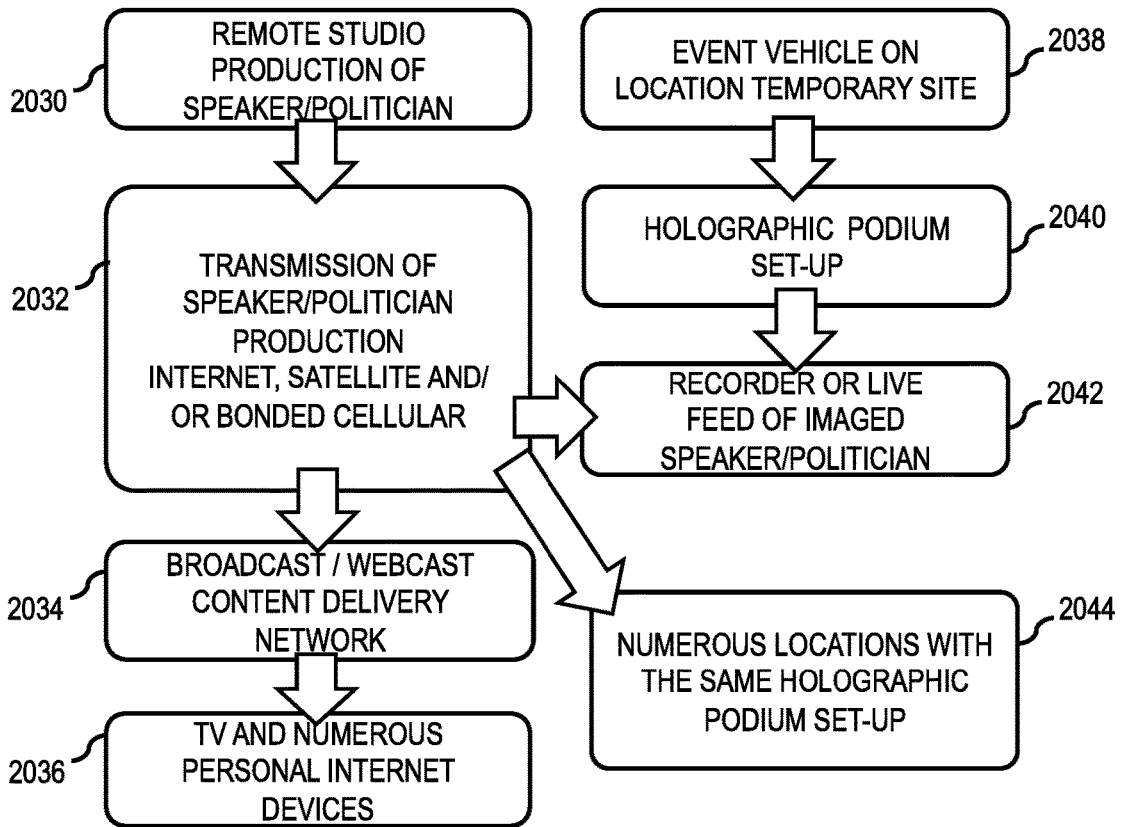 REMOTE STUDIO
PRODUCTION OF
SPEAKER/POLITICIAN
2030
TRANSMISSION OF
SPEAKER/POLITICIAN
PRODUCTION
INTERNET, SATELLITE AND/
OR BONDED CELLULAR
2032
BROADCAST / WEBCAST
CONTENT DELIVERY
NETWORK
2034
TV AND NUMEROUS
PERSONAL INTERNET
DEVICES
2036
EVENT VEHICLE ON
LOCATION TEMPORARY SITE
2038
HOLOGRAPHIC PODIUM
SET-UP
2040
RECORDER OR LIVE
FEED OF IMAGED
SPEAKER/POLITICIAN
2042
NUMEROUS LOCATIONS WITH
THE SAME HOLOGRAPHIC
PODIUM SET-UP
2044